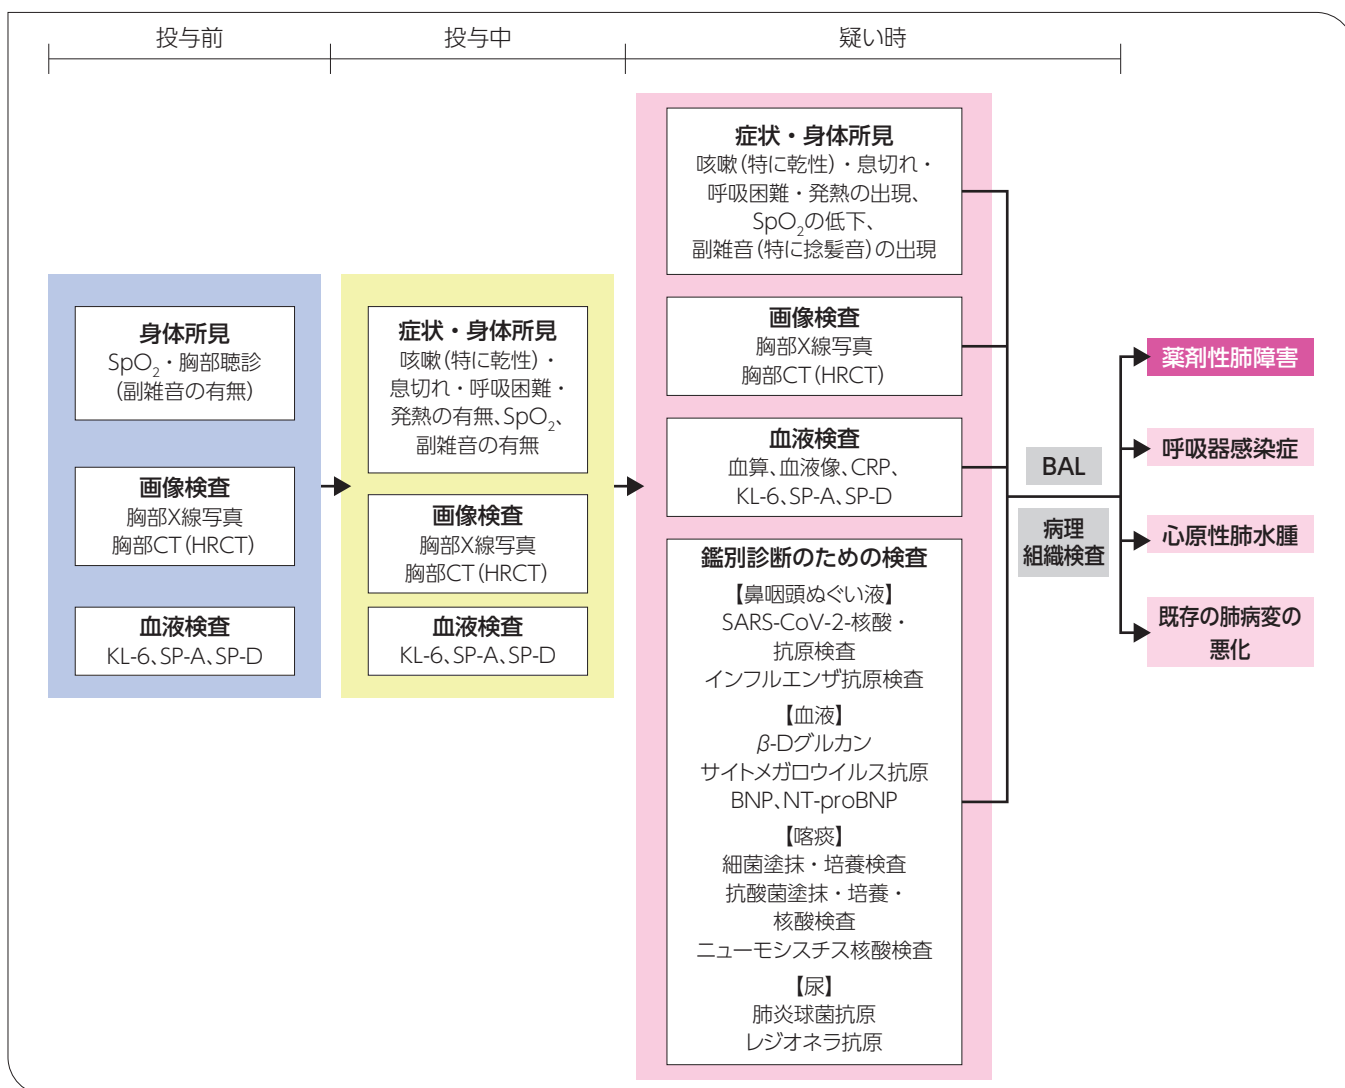 投与前
投与中
疑い時
身体所見
SpO₂・胸部聴診
(副雑音の有無)
画像検査
胸部X線写真
胸部CT(HRCT)
血液検査
KL-6、SP-A、SP-D
症状・身体所見
咳嗽(特に乾性)・
息切れ・呼吸困難・
発熱の有無、SpO₂、
副雑音の有無
画像検査
胸部X線写真
胸部CT(HRCT)
血液検査
KL-6、SP-A、SP-D
症状・身体所見
咳嗽(特に乾性)・息切れ・
呼吸困難・発熱の出現、
SpO₂の低下、
副雑音(特に捻髪音)の出現
画像検査
胸部X線写真
胸部CT(HRCT)
血液検査
血算、血液像、CRP、
KL-6、SP-A、SP-D
鑑別診断のための検査
【鼻咽頭ぬぐい液】
SARS-CoV-2-核酸・
抗原検査
インフルエンザ抗原検査
【血液】
β-Dグルカン
サイトメガロウイルス抗原
BNP、NT-proBNP
【喀痰】
細菌塗抹・培養検査
抗酸菌塗抹・培養・
核酸検査
ニューモシスチス核酸検査
【尿】
肺炎球菌抗原
レジオネラ抗原
BAL
病理
組織検査
薬剤性肺障害
呼吸器感染症
心原性肺水腫
既存の肺病変の
悪化